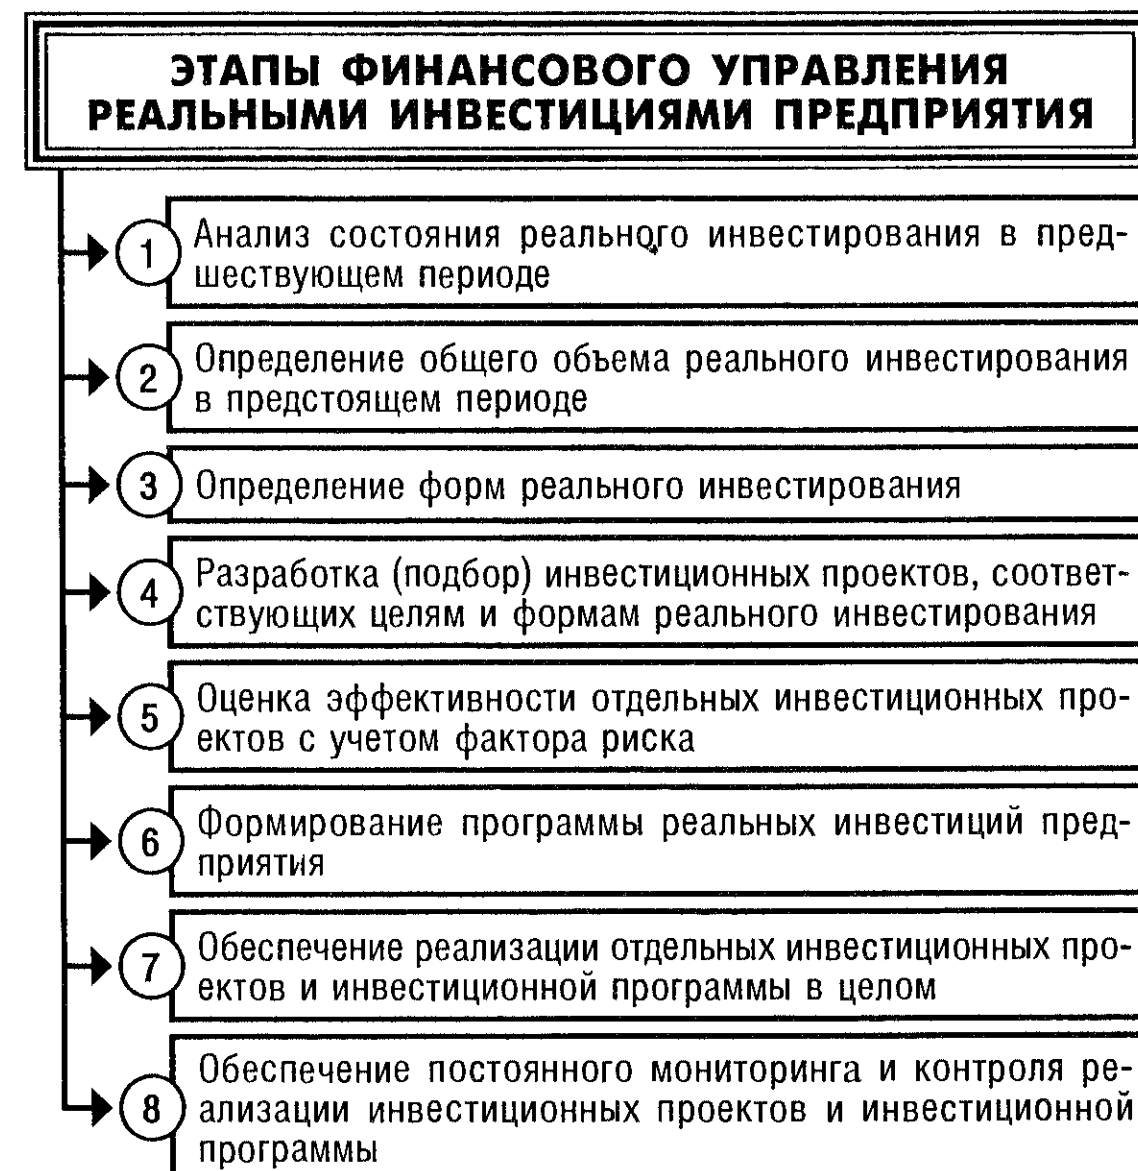 ЭТАПЫ ФИНАНСОВОГО УПРАВЛЕНИЯ
РЕАЛЬНЫМИ ИНВЕСТИЦИЯМИ ПРЕДПРИЯТИЯ
1 Анализ состояния реального инвестирования в пред-
шествующем периоде
2 Определение общего объема реального инвестирования
в предстоящем периоде
3 Определение форм реального инвестирования
4 Разработка (подбор) инвестиционных проектов, соответ-
ствующих целям и формам реального инвестирования
5 Оценка эффективности отдельных инвестиционных про-
ектов с учетом фактора риска
6 Формирование программы реальных инвестиций пред-
приятия
7 Обеспечение реализации отдельных инвестиционных про-
ектов и инвестиционной программы в целом
8 Обеспечение постоянного мониторинга и контроля ре-
ализации инвестиционных проектов и инвестиционной
программы